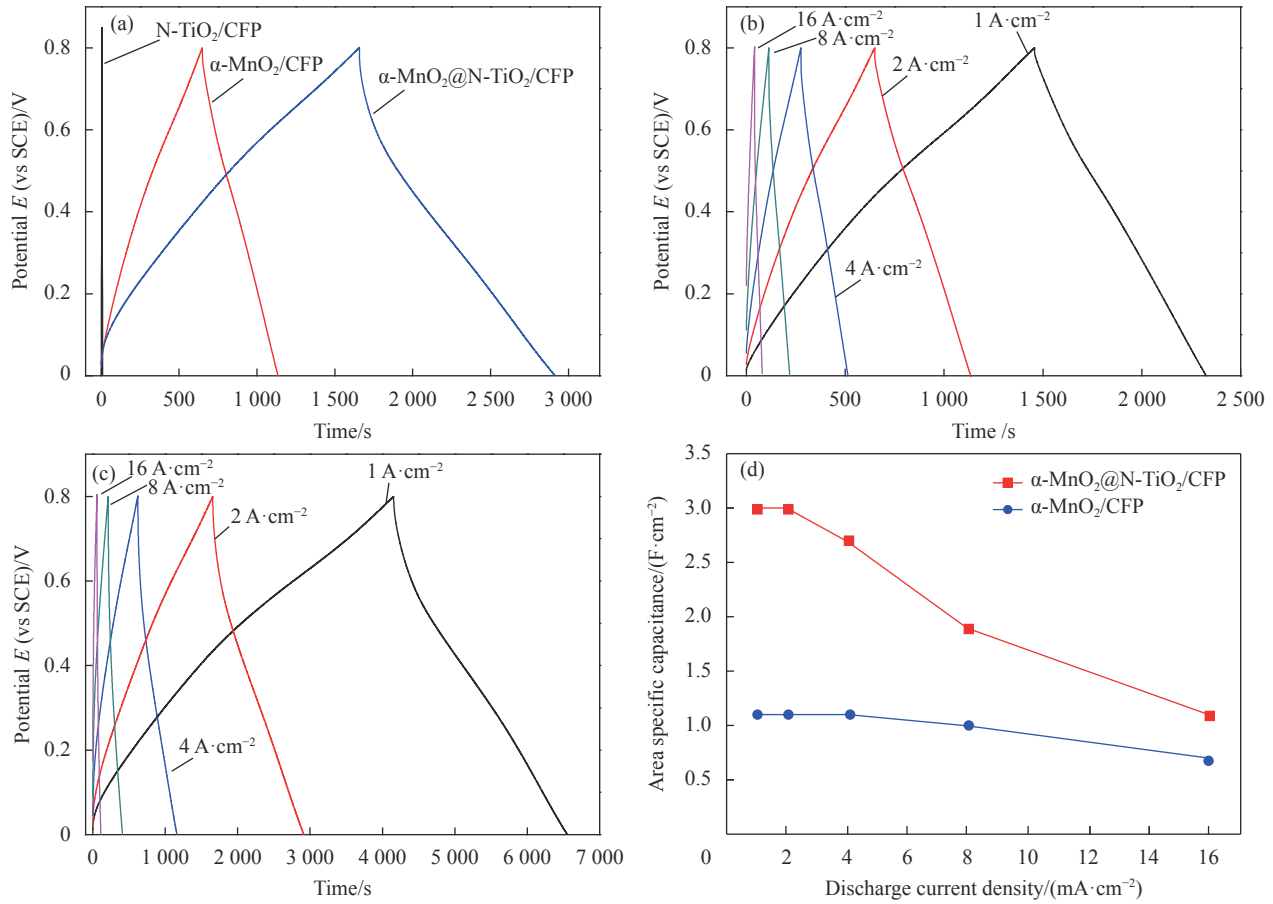 (a)
N-TiO₂/CFP
α-MnO₂/CFP
α-MnO₂@N-TiO₂/CFP
0.8
0.6
0.4
0.2
0
Potential E (vs SCE)/V
0 500 1 000 1 500 2 000 2 500 3 000
Time/s
(b)
16 A·cm⁻²
8 A·cm⁻²
1 A·cm⁻²
2 A·cm⁻²
4 A·cm⁻²
0.8
0.6
0.4
0.2
0
Potential E (vs SCE)/V
0 500 1 000 1 500 2 000 2 500
Time /s
(c)
16 A·cm⁻²
8 A·cm⁻²
1 A·cm⁻²
2 A·cm⁻²
4 A·cm⁻²
0.8
0.6
0.4
0.2
0
Potential E (vs SCE)/V
0 1 000 2 000 3 000 4 000 5 000 6 000 7 000
Time/s
(d)
α-MnO₂@N-TiO₂/CFP
α-MnO₂/CFP
3.5
3.0
2.5
2.0
1.5
1.0
0.5
Area specific capacitance/(F·cm⁻²)
0 2 4 6 8 10 12 14 16
Discharge current density/(mA·cm⁻²)